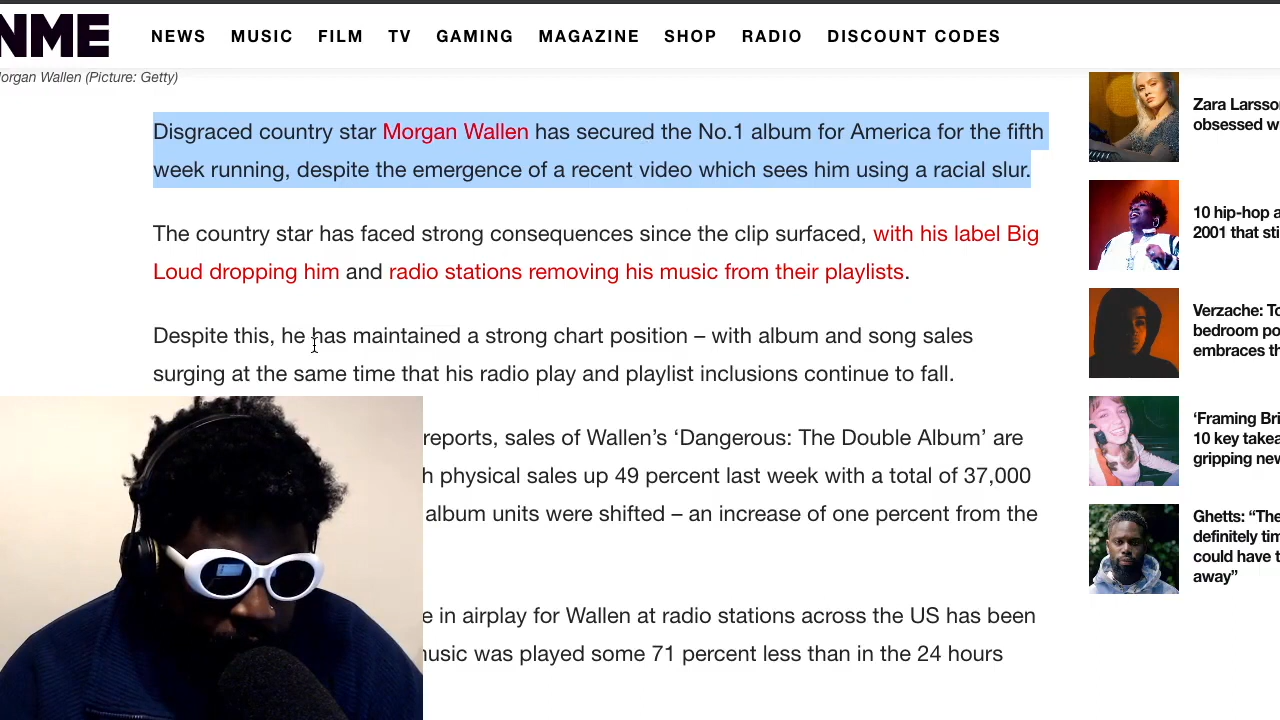 NME
NEWS MUSIC FILM TV GAMING MAGAZINE SHOP RADIO DISCOUNT CODES
organ Wallen (Picture: Getty)
Disgraced country star Morgan Wallen has secured the No.1 album for America for the fifth
week running, despite the emergence of a recent video which sees him using a racial slur.
The country star has faced strong consequences since the clip surfaced, with his label Big
Loud dropping him and radio stations removing his music from their playlists.
Despite this, he has maintained a strong chart position – with album and song sales
surging at the same time that his radio play and playlist inclusions continue to fall.
reports, sales of Wallen’s ‘Dangerous: The Double Album’ are
physical sales up 49 percent last week with a total of 37,000
album units were shifted – an increase of one percent from the
in airplay for Wallen at radio stations across the US has been
was played some 71 percent less than in the 24 hours
Zara Larsso
obsessed w
10 hip-hop a
2001 that sti
Verzache: To
bedroom po
embraces th
‘Framing Bri
10 key takea
gripping nev
Ghetts: “The
definitely tim
could have t
away”